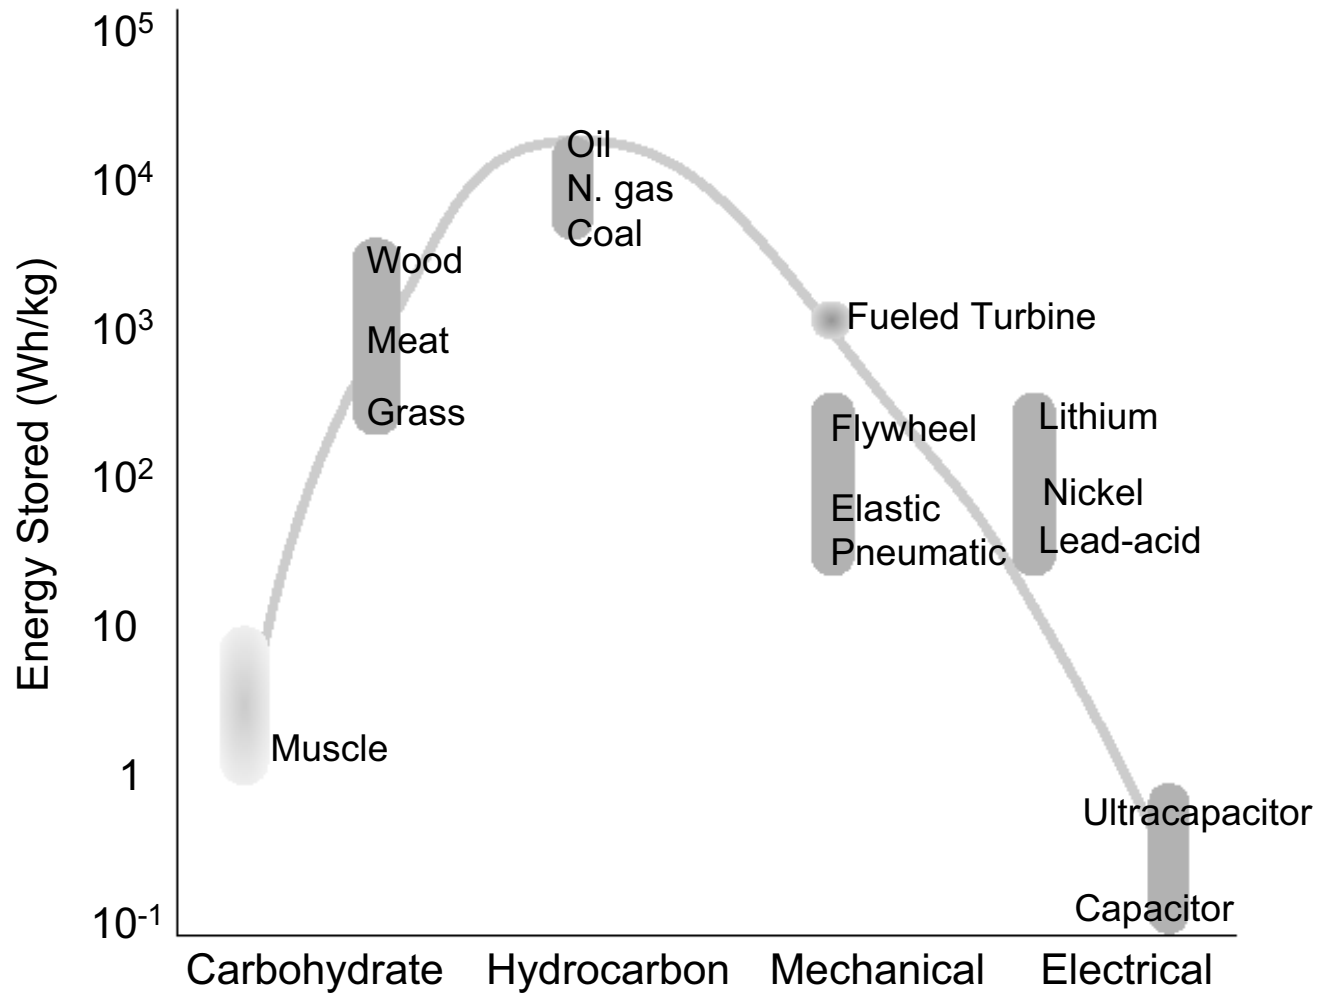 10⁵
Oil
10⁴
N. gas
Coal
Wood
10³
Fueled Turbine
Meat
Grass
Flywheel
Lithium
10²
Nickel
Elastic
Lead-acid
Pneumatic
10
Muscle
1
Ultracapacitor
Capacitor
10⁻¹
Energy Stored (Wh/kg)
Carbohydrate Hydrocarbon Mechanical Electrical